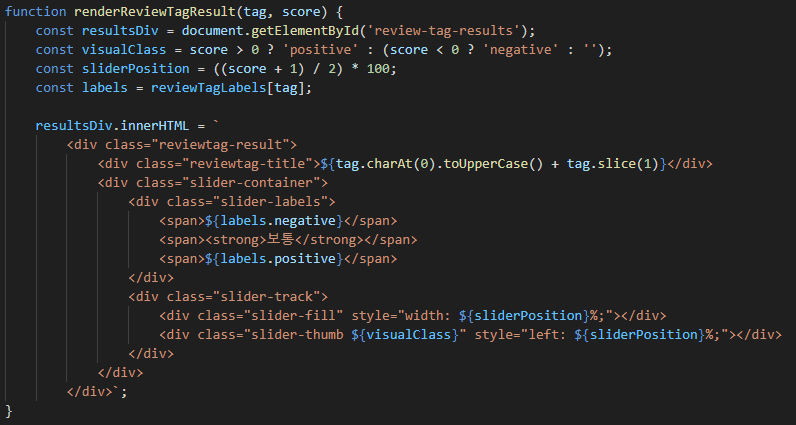 function renderReviewTagResult(tag, score) {
    const resultsDiv = document.getElementById('review-tag-results');
    const visualClass = score > 0 ? 'positive' : (score < 0 ? 'negative' : '');
    const sliderPosition = ((score + 1) / 2) * 100;
    const labels = reviewTagLabels[tag];

    resultsDiv.innerHTML = `
        <div class="reviewtag-result">
            <div class="reviewtag-title">${tag.charAt(0).toUpperCase() + tag.slice(1)}</div>
            <div class="slider-container">
                <div class="slider-labels">
                    <span>${labels.negative}</span>
                    <span><strong>보통</strong></span>
                    <span>${labels.positive}</span>
                </div>
                <div class="slider-track">
                    <div class="slider-fill" style="width: ${sliderPosition}%;"></div>
                    <div class="slider-thumb ${visualClass}" style="left: ${sliderPosition}%;"></div>
                </div>
            </div>
        </div>`;
}